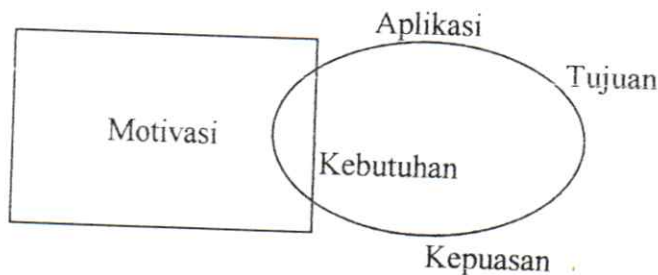 Aplikasi
Tujuan
Motivasi
Kebutuhan
Kepuasan